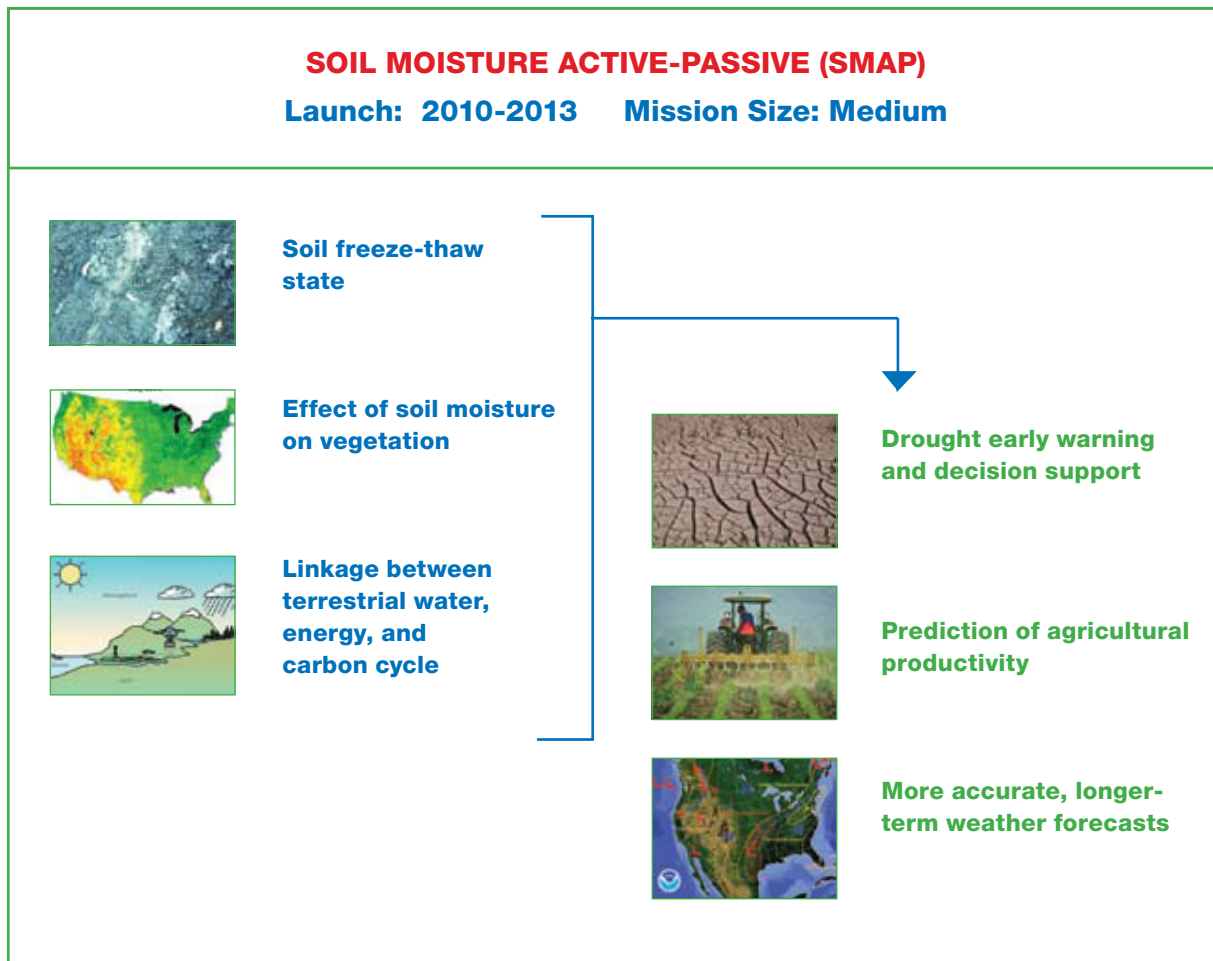 SOIL MOISTURE ACTIVE-PASSIVE (SMAP)
Launch: 2010-2013 Mission Size: Medium
Soil freeze-thaw
state
Effect of soil moisture
on vegetation
Linkage between
terrestrial water,
energy, and
carbon cycle
Drought early warning
and decision support
Prediction of agricultural
productivity
More accurate, longer-
term weather forecasts